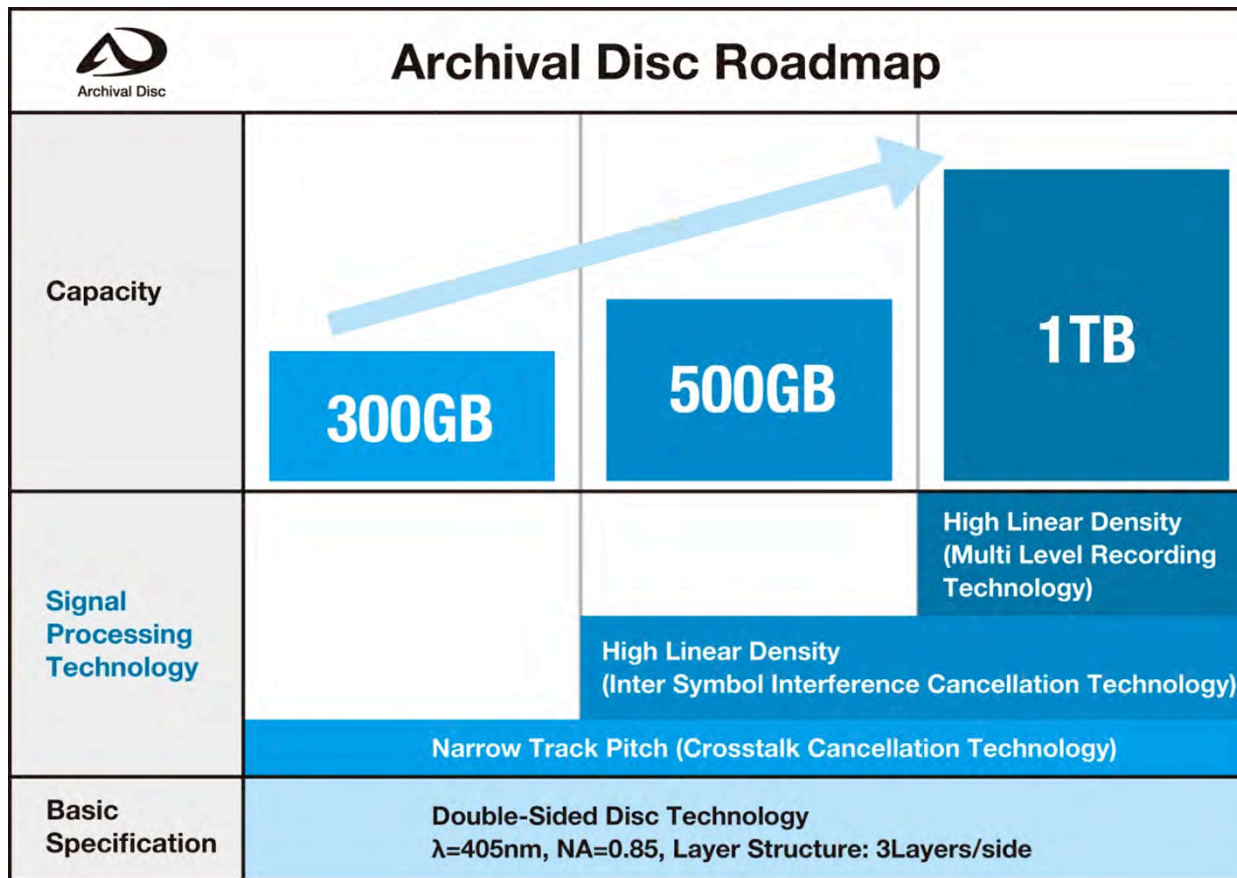 Archival Disc
Archival Disc Roadmap
Capacity
300GB
500GB
1TB
Signal
Processing
Technology
High Linear Density
(Multi Level Recording
Technology)
High Linear Density
(Inter Symbol Interference Cancellation Technology)
Narrow Track Pitch (Crosstalk Cancellation Technology)
Basic
Specification
Double-Sided Disc Technology
λ=405nm, NA=0.85, Layer Structure: 3Layers/side